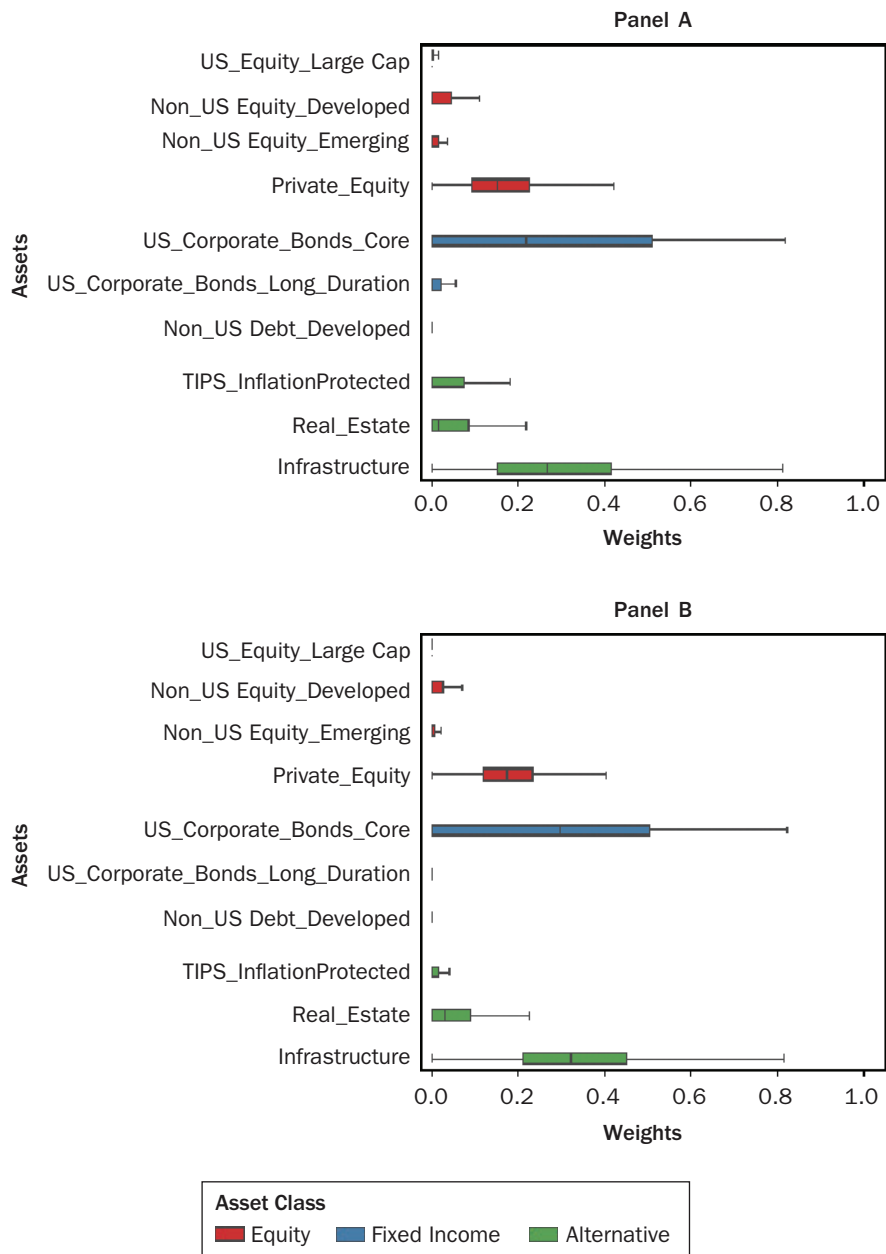 Panel A
US_Equity_Large Cap
Non_US Equity_Developed
Non_US Equity_Emerging
Private_Equity
US_Corporate_Bonds_Core
US_Corporate_Bonds_Long_Duration
Non_US Debt_Developed
TIPS_InflationProtected
Real_Estate
Infrastructure
Assets
0.0 0.2 0.4 0.6 0.8 1.0
Weights
Panel B
US_Equity_Large Cap
Non_US Equity_Developed
Non_US Equity_Emerging
Private_Equity
US_Corporate_Bonds_Core
US_Corporate_Bonds_Long_Duration
Non_US Debt_Developed
TIPS_InflationProtected
Real_Estate
Infrastructure
Assets
0.0 0.2 0.4 0.6 0.8 1.0
Weights
Asset Class
Equity Fixed Income Alternative